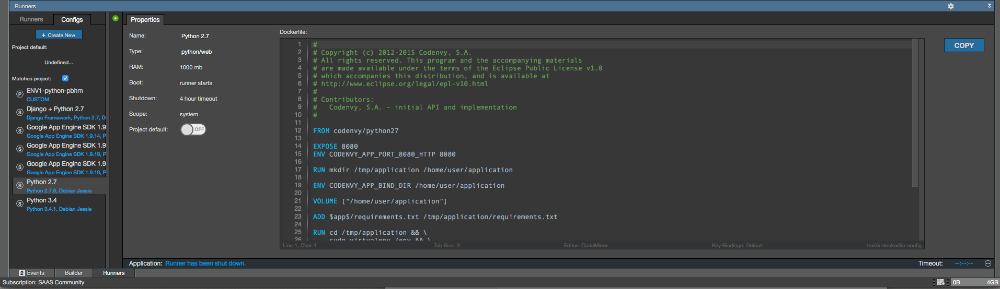 Runners
Runners
Configs
+ Create New
Project default:
Undefined...
Matches project:
P
ENV1-python-pbhm
CUSTOM
S
Django + Python 2.7
Django Framework, Python 2.7, D
S
Google App Engine SDK 1.9
Google App Engine SDK 1.9.14, P
S
Google App Engine SDK 1.9
Google App Engine SDK 1.9.19, P
S
Google App Engine SDK 1.9
Google App Engine SDK 1.9.19, P
S
Python 2.7
Python 2.7.8, Debian Jessie
S
Python 3.4
Python 3.4.1, Debian Jessie
Properties
Name: Python 2.7
Type: python/web
RAM: 1000 mb
Boot: runner starts
Shutdown: 4 hour timeout
Scope: system
Project default: OFF
Dockerfile:
1 #
2 # Copyright (c) 2012-2015 Codenvy, S.A.
3 # All rights reserved. This program and the accompanying materials
4 # are made available under the terms of the Eclipse Public License v1.0
5 # which accompanies this distribution, and is available at
6 # http://www.eclipse.org/legal/epl-v10.html
7 #
8 # Contributors:
9 #   Codenvy, S.A. - initial API and implementation
10 #
11
12 FROM codenvy/python27
13
14 EXPOSE 8080
15 ENV CODENVY_APP_PORT_8080_HTTP 8080
16
17 RUN mkdir /tmp/application /home/user/application
18
19 ENV CODENVY_APP_BIND_DIR /home/user/application
20
21 VOLUME ["/home/user/application"]
22
23 ADD $app$/requirements.txt /tmp/application/requirements.txt
24
25 RUN cd /tmp/application && \
26 sudo virtualenv /env && \
Line 1, Char 1 Tab Size: 3 Editor: CodeMirror Key Bindings: Default text/x-dockerfile-config
COPY
Application: Runner has been shut down.
Timeout: --:--:--
2 Events
Builder
Runners
Subscription: SAAS Community
0B 4GB